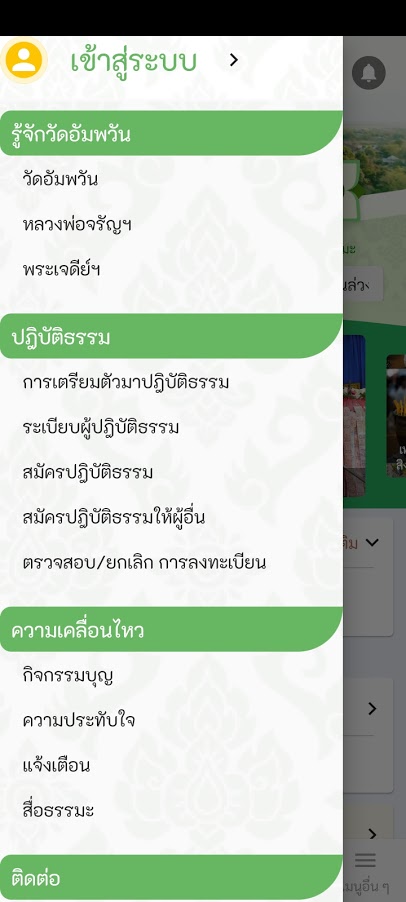 เข้าสู่ระบบ
รู้จักวัดอัมพวัน
วัดอัมพวัน
หลวงพ่อจรัญฯ
พระเจดีย์ฯ
ปฏิบัติธรรม
การเตรียมตัวมาปฏิบัติธรรม
ระเบียบผู้ปฏิบัติธรรม
สมัครปฏิบัติธรรม
สมัครปฏิบัติธรรมให้ผู้อื่น
ตรวจสอบ/ยกเลิก การลงทะเบียน
ความเคลื่อนไหว
กิจกรรมบุญ
ความประทับใจ
แจ้งเตือน
สื่อธรรมะ
ติดต่อ
เมนูอื่น ๆ